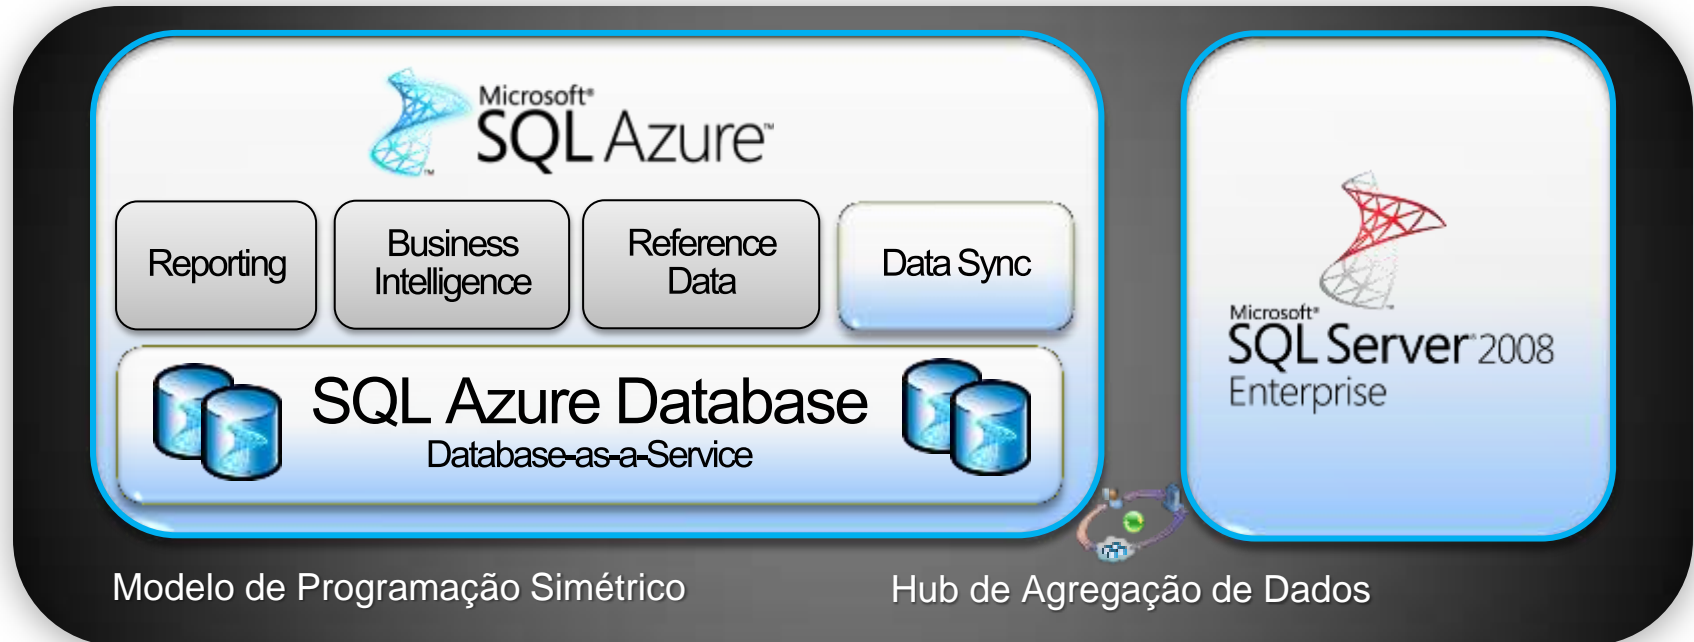 Microsoft®
SQL Azure™
Reporting
Business
Intelligence
Reference
Data
Data Sync
SQL Azure Database
Database-as-a-Service
Microsoft®
SQL Server® 2008
Enterprise
Modelo de Programação Simétrico
Hub de Agregação de Dados